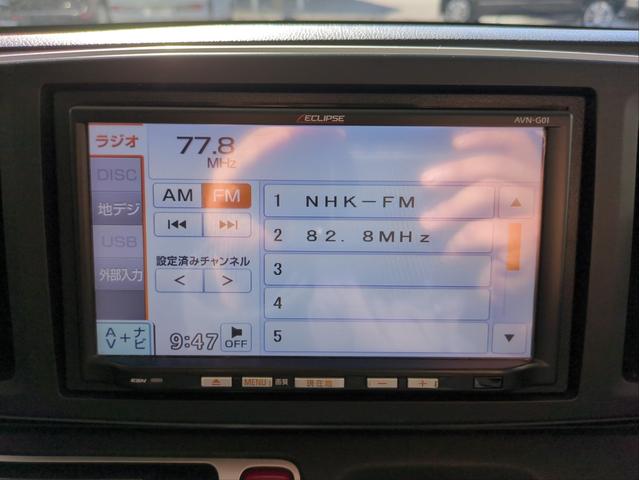 ECLIPSE
AVN-G01
ラジオ
77.8
MHz
DISC
AM FM
地デジ
USB
設定済みチャンネル
< >
外部入力
1 NHK-FM
2 82.8MHz
3
4
5
AV+ナビ
9:47
OFF
MENU
画質
現在地
− +